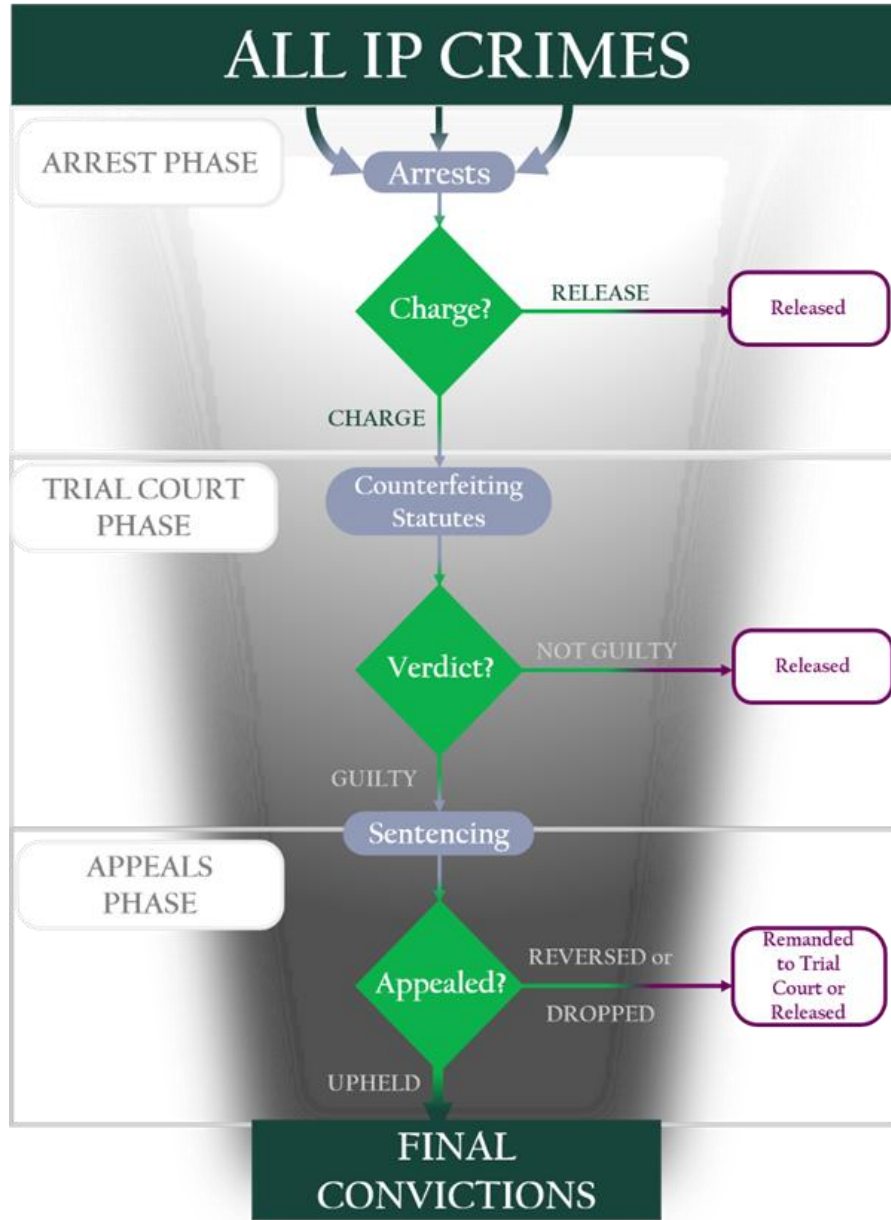 ALL IP CRIMES
ARREST PHASE
Arrests
Charge?
RELEASE
Released
CHARGE
TRIAL COURT
PHASE
Counterfeiting
Statutes
Verdict?
NOT GUILTY
Released
GUILTY
Sentencing
APPEALS
PHASE
Appealed?
REVERSED or
DROPPED
Remanded
to Trial
Court or
Released
UPHELD
FINAL
CONVICTIONS